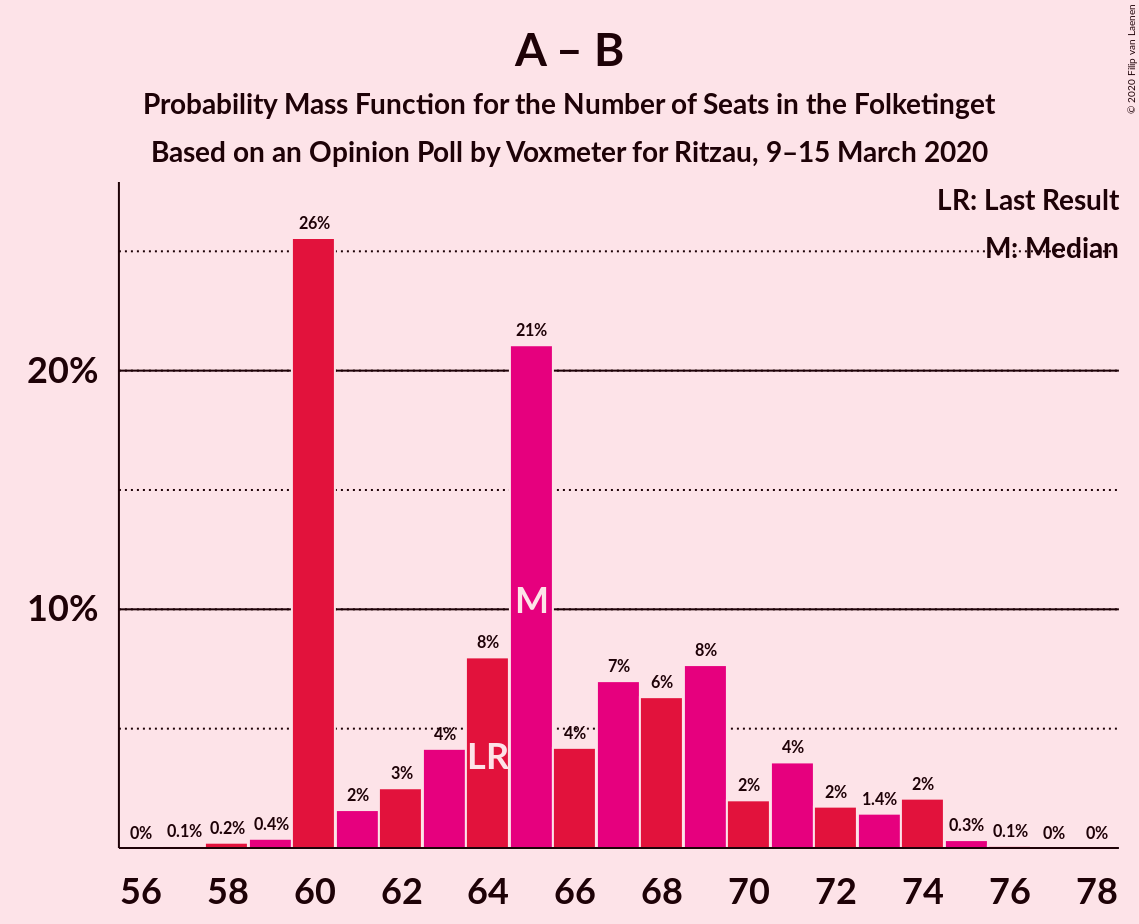 A – B
Probability Mass Function for the Number of Seats in the Folketinget
Based on an Opinion Poll by Voxmeter for Ritzau, 9–15 March 2020
© 2020 Filip van Laenen
LR: Last Result
M: Median
20%
10%
0%
0.1%
0.2%
0.4%
26%
2%
3%
4%
8%
21%
4%
7%
6%
8%
2%
4%
2%
1.4%
2%
0.3%
0.1%
0%
0%
LR
M
56 58 60 62 64 66 68 70 72 74 76 78